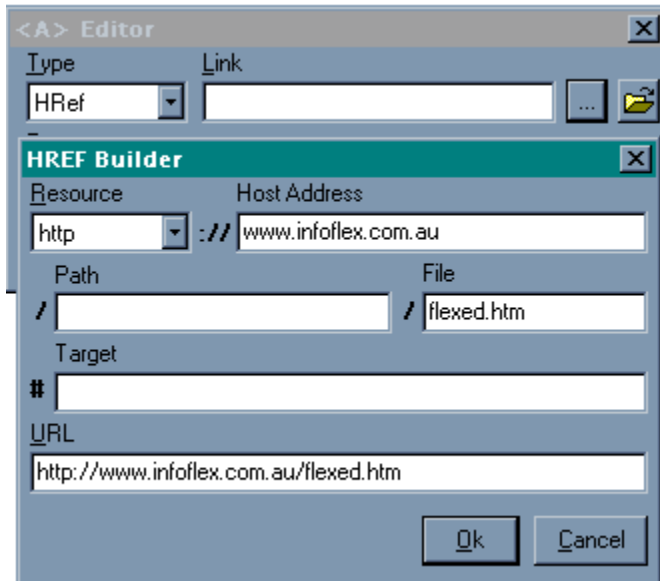 <A> Editor
Type Link
HRef ...
HREF Builder
Resource Host Address
http :// www.infoflex.com.au
Path File
/ / flexed.htm
Target
#
URL
http://www.infoflex.com.au/flexed.htm
Ok Cancel